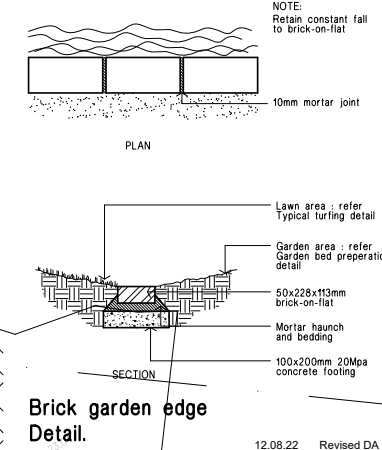 NOTE:
Retain constant fall
to brick-on-flat
10mm mortar joint
PLAN
Lawn area : refer
Typical turfing detail
Garden area : refer
Garden bed preperatio
detail
50x228x113mm
brick-on-flat
Mortar haunch
and bedding
100x200mm 20Mpa
concrete footing
SECTION
Brick garden edge
Detail.
12.08.22 Revised DA